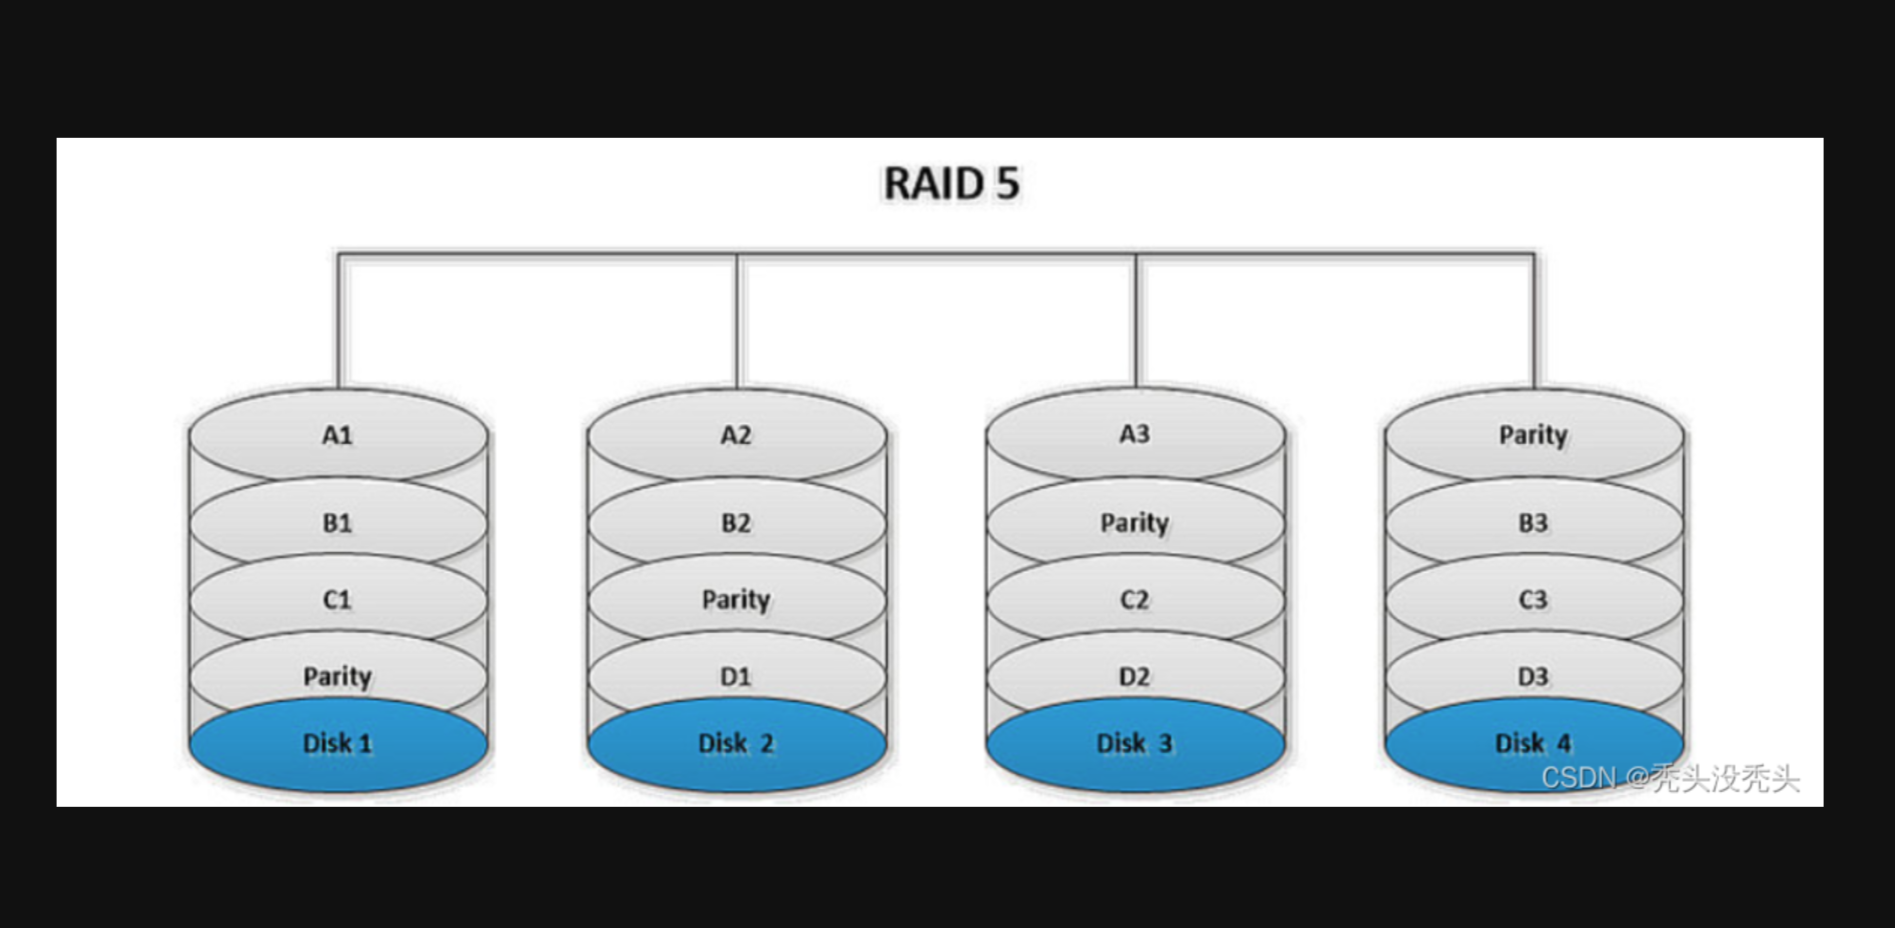 RAID 5
A1 A2 A3 Parity
B1 B2 Parity B3
C1 Parity C2 C3
Parity D1 D2 D3
Disk 1 Disk 2 Disk 3 Disk 4
CSDN @秃头没秃头